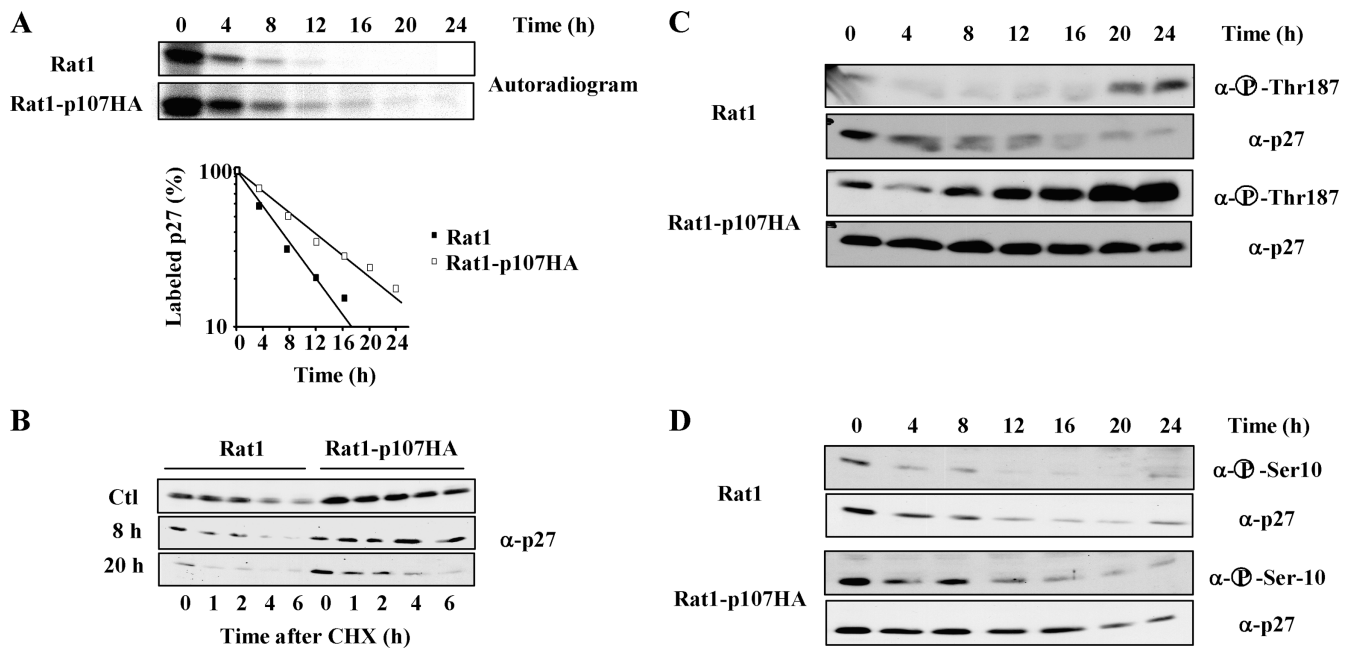 A
0 4 8 12 16 20 24 Time (h)
Rat1
Rat1-p107HA
Autoradiogram
Labeled p27 (%)
100
10
0 4 8 12 16 20 24
Time (h)
Rat1
Rat1-p107HA
B
Rat1 Rat1-p107HA
Ctl
8 h
20 h
α-p27
0 1 2 4 6 0 1 2 4 6
Time after CHX (h)
C
0 4 8 12 16 20 24 Time (h)
Rat1
α-Ⓟ-Thr187
α-p27
Rat1-p107HA
α-Ⓟ-Thr187
α-p27
D
0 4 8 12 16 20 24 Time (h)
Rat1
α-Ⓟ-Ser10
α-p27
Rat1-p107HA
α-Ⓟ-Ser-10
α-p27